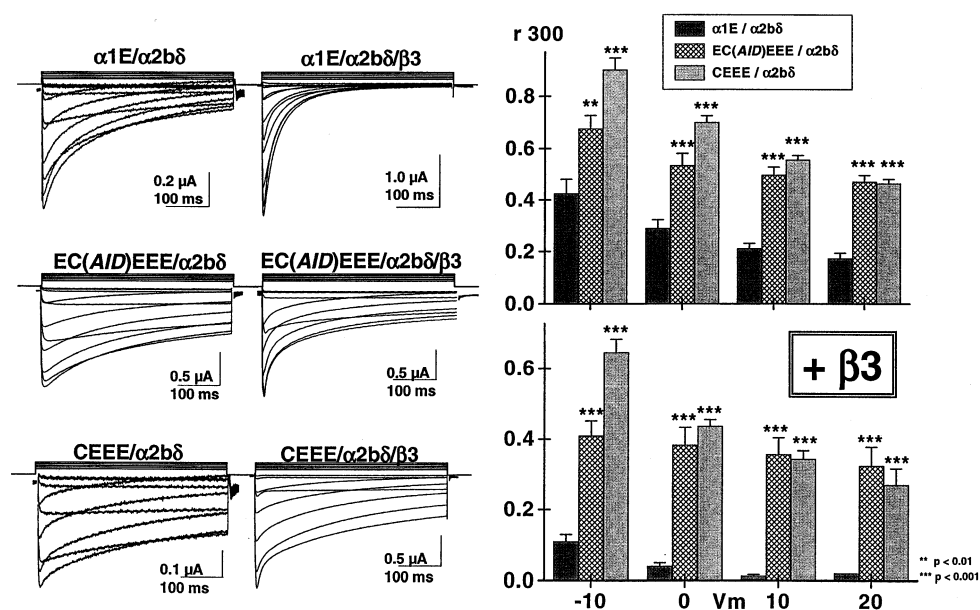 α1E/α2bδ
α1E/α2bδ/β3
0.2 µA
100 ms
1.0 µA
100 ms
EC(AID)EEE/α2bδ
EC(AID)EEE/α2bδ/β3
0.5 µA
100 ms
0.5 µA
100 ms
CEEE/α2bδ
CEEE/α2bδ/β3
0.1 µA
100 ms
0.5 µA
100 ms
r 300
α1E / α2bδ
EC(AID)EEE / α2bδ
CEEE / α2bδ
0.8
0.6
0.4
0.2
0.0
** ***
*** ***
*** ***
*** ***
+ β3
0.6
0.4
0.2
0.0
*** ***
*** ***
*** ***
*** ***
-10 0 Vm 10 20
** p < 0.01
*** p < 0.001